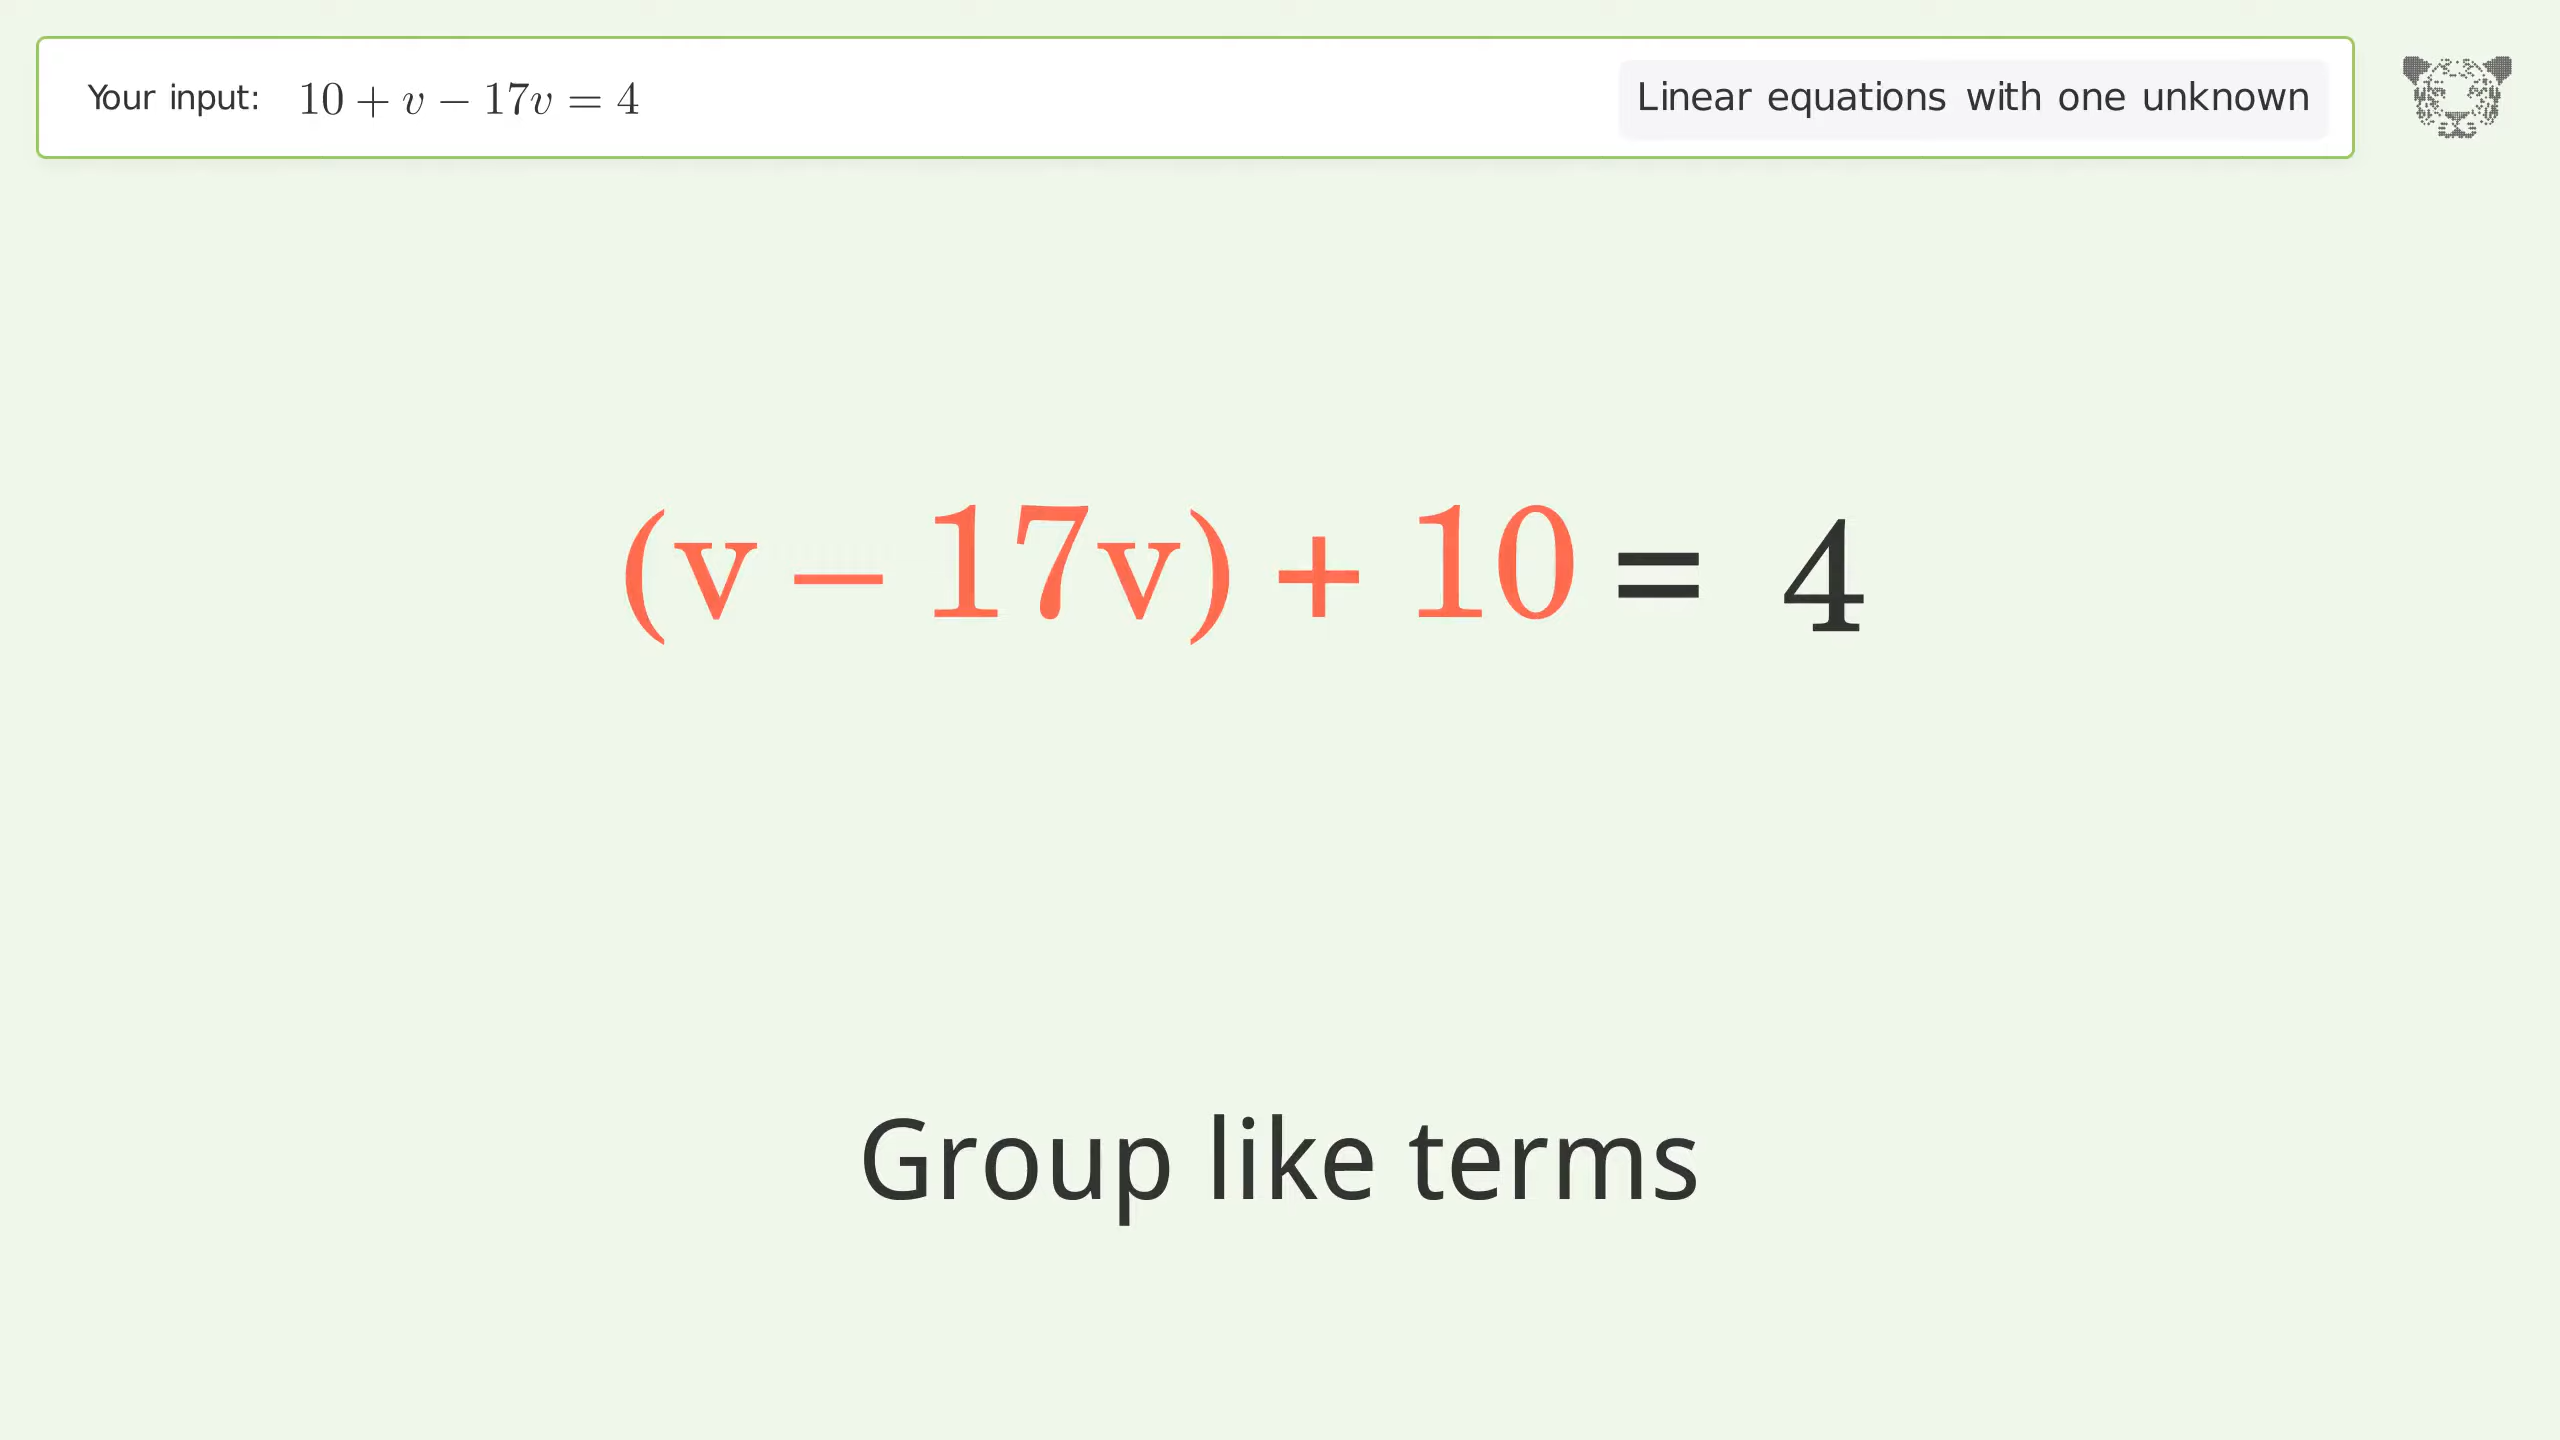 Your input: 10 + v − 17v = 4
Linear equations with one unknown
(v − 17v) + 10 = 4
Group like terms